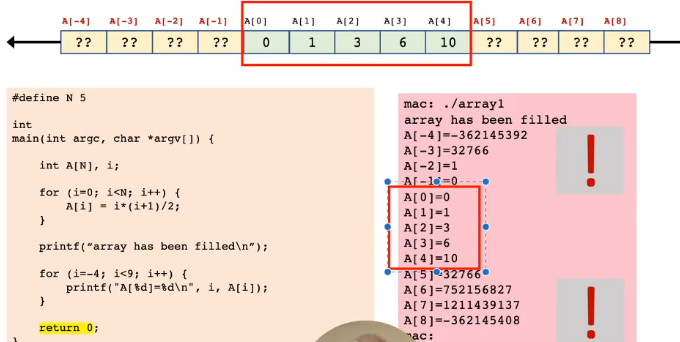 A[-4] A[-3] A[-2] A[-1] A[0] A[1] A[2] A[3] A[4] A[5] A[6] A[7] A[8]
?? ?? ?? ?? 0 1 3 6 10 ?? ?? ?? ??
#define N 5
int
main(int argc, char *argv[]) {
int A[N], i;
for (i=0; i<N; i++) {
A[i] = i*(i+1)/2;
}
printf(“array has been filled\n”);
for (i=-4; i<9; i++) {
printf("A[%d]=%d\n", i, A[i]);
}
return 0;
}
mac: ./array1
array has been filled
A[-4]=-362145392
A[-3]=32766
A[-2]=1
A[-1]=0
A[0]=0
A[1]=1
A[2]=3
A[3]=6
A[4]=10
A[5]=32766
A[6]=752156827
A[7]=1211439137
A[8]=-362145408
mac:
!
!